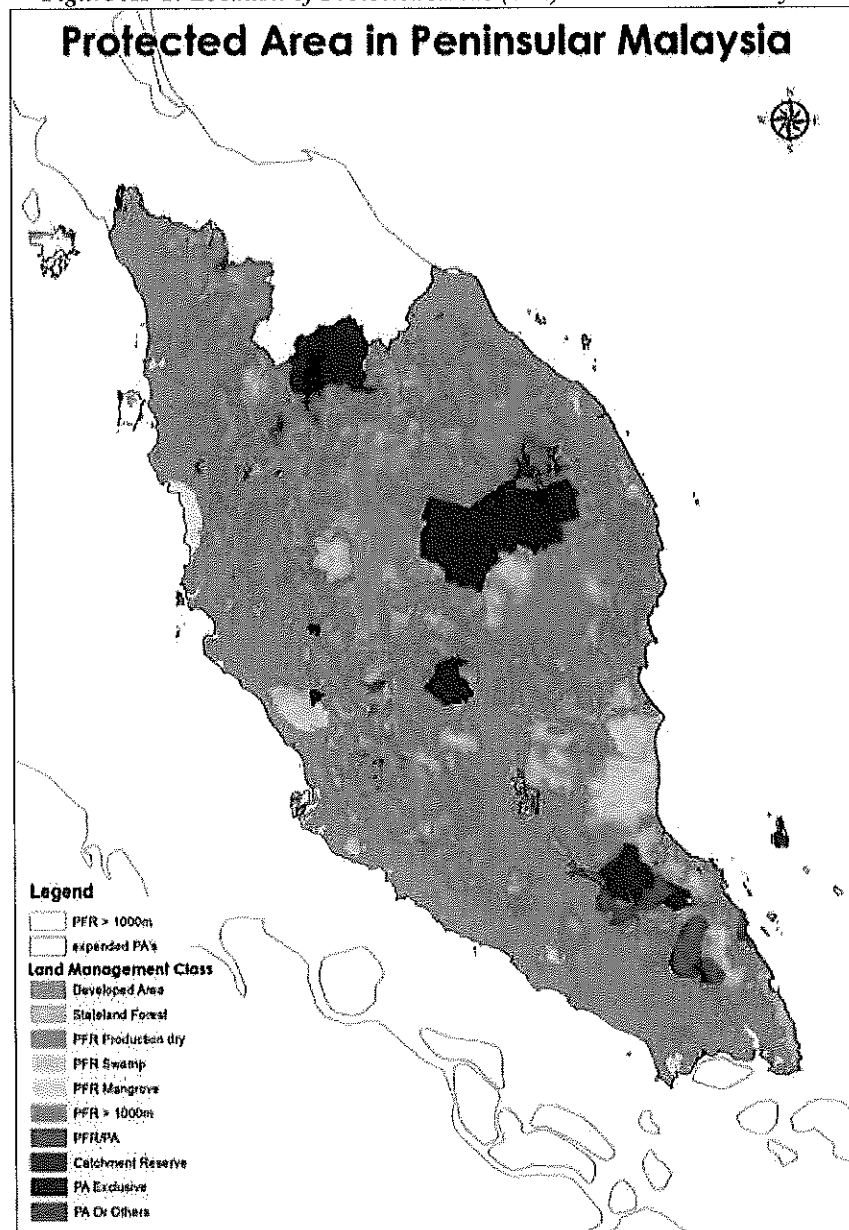 Protected Area in Peninsular Malaysia
N
W E
S
Legend
PFR > 1000m
expended PA's
Land Management Class
Developed Area
Stateland Forest
PFR Production dry
PFR Swamp
PFR Mangrove
PFR > 1000m
PFR/PA
Catchment Reserve
PA Exclusive
PA Or Others